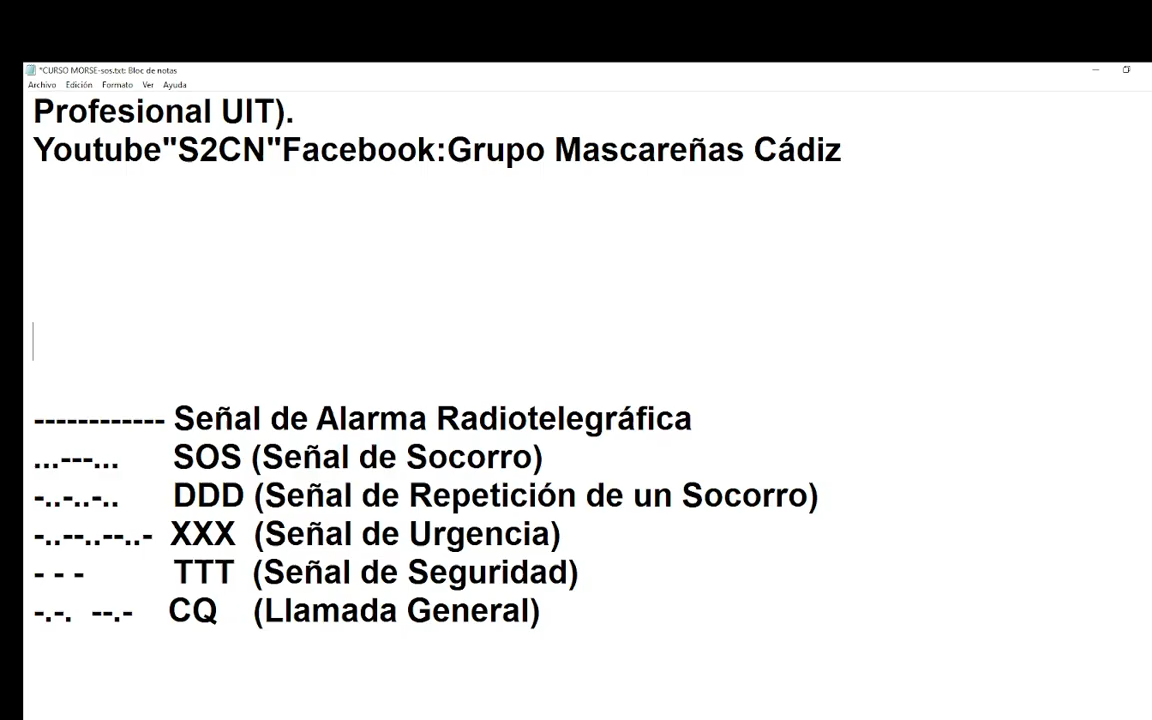 *CURSO MORSE-sos.txt: Bloc de notas
Archivo Edición Formato Ver Ayuda
Profesional UIT).
Youtube"S2CN"Facebook:Grupo Mascareñas Cádiz
------------ Señal de Alarma Radiotelegráfica
...---... SOS (Señal de Socorro)
-..-..-.. DDD (Señal de Repetición de un Socorro)
-..--..--..- XXX (Señal de Urgencia)
- - - TTT (Señal de Seguridad)
-.-. --.- CQ (Llamada General)